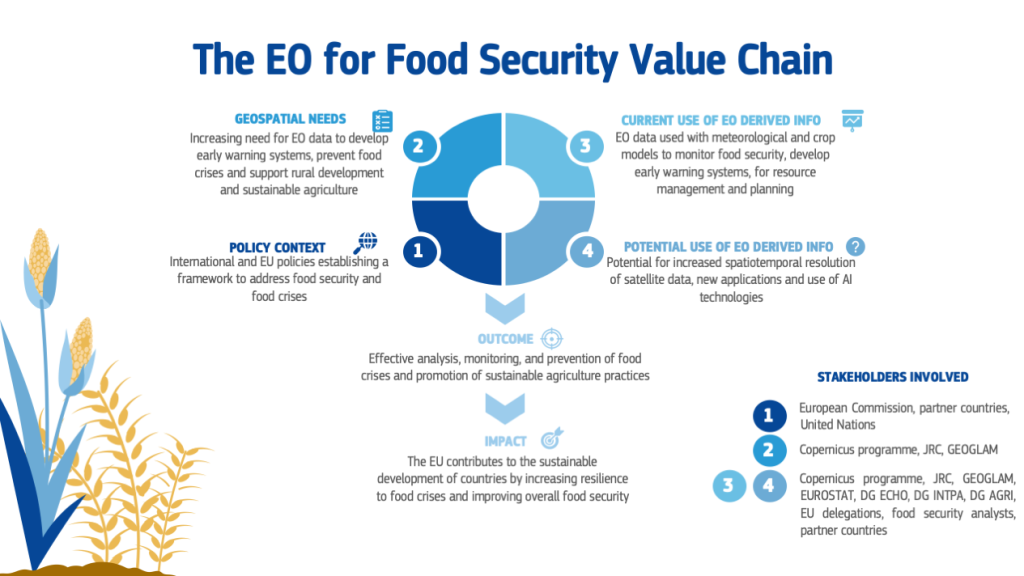 The EO for Food Security Value Chain
GEOSPATIAL NEEDS
Increasing need for EO data to develop
early warning systems, prevent food
crises and support rural development
and sustainable agriculture
2
3
CURRENT USE OF EO DERIVED INFO
EO data used with meteorological and crop
models to monitor food security, develop
early warning systems, for resource
management and planning
POLICY CONTEXT
International and EU policies establishing a
framework to address food security and
food crises
1
4
POTENTIAL USE OF EO DERIVED INFO
?
Potential for increased spatiotemporal resolution
of satellite data, new applications and use of AI
technologies
OUTCOME
Effective analysis, monitoring, and prevention of food
crises and promotion of sustainable agriculture practices
IMPACT
The EU contributes to the sustainable
development of countries by increasing resilience
to food crises and improving overall food security
STAKEHOLDERS INVOLVED
1
European Commission, partner countries,
United Nations
2
Copernicus programme, JRC, GEOGLAM
3 4
Copernicus programme, JRC, GEOGLAM,
EUROSTAT, DG ECHO, DG INTPA, DG AGRI,
EU delegations, food security analysts,
partner countries